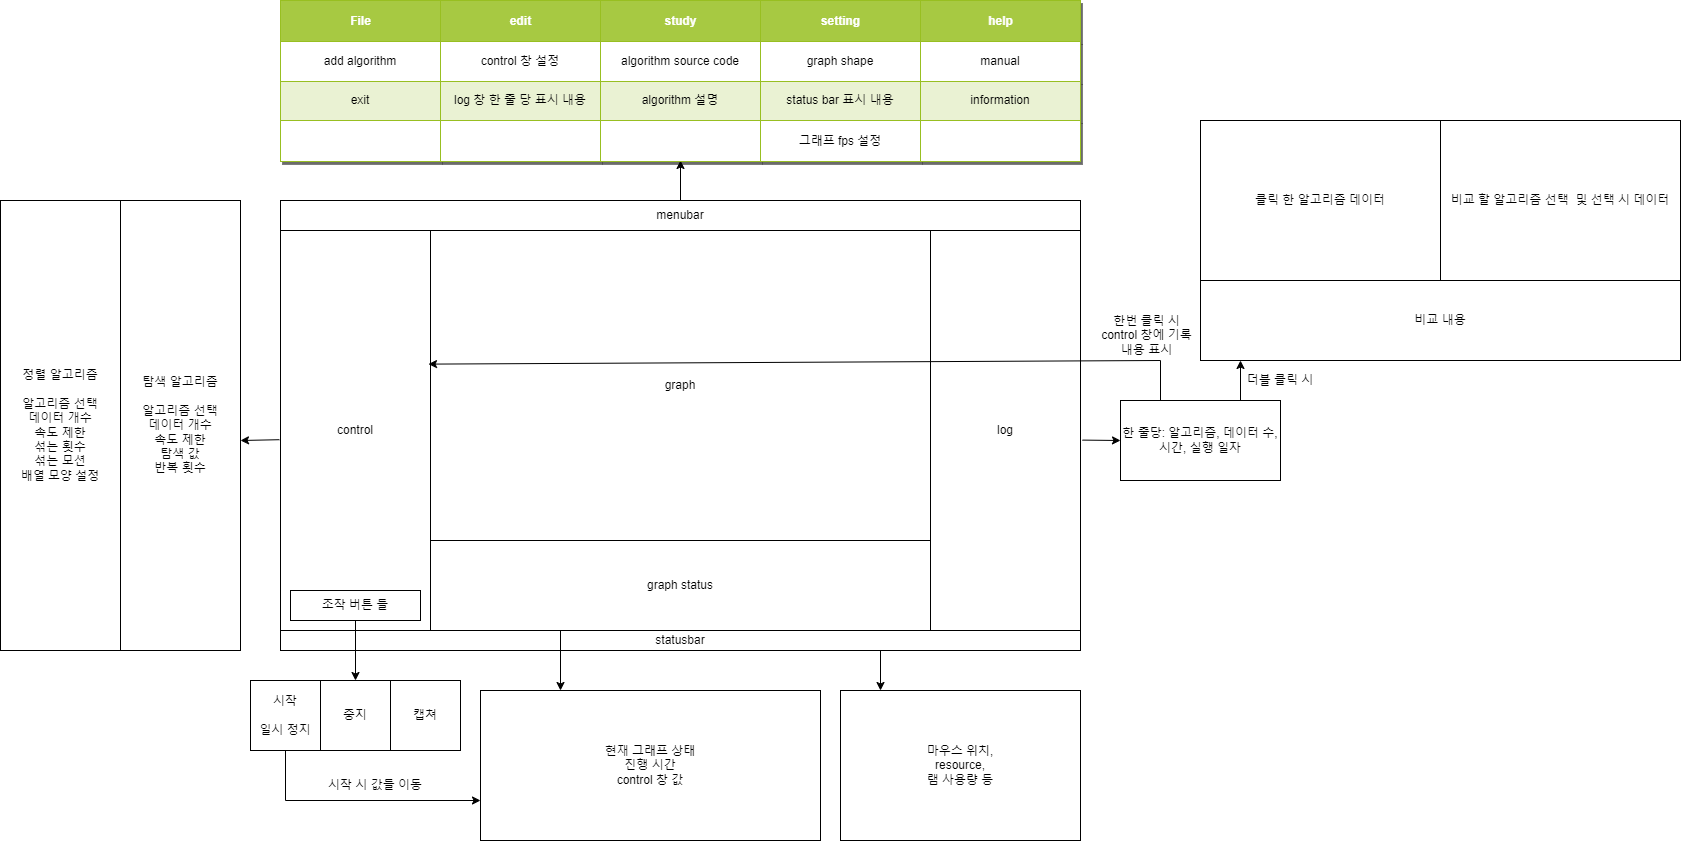 File edit study setting help
add algorithm control 창 설정 algorithm source code graph shape manual
exit log 창 한 줄 당 표시 내용 algorithm 설명 status bar 표시 내용 information
그래프 fps 설정
menubar
control
graph
log
graph status
조작 버튼 들
statusbar
정렬 알고리즘
알고리즘 선택
데이터 개수
속도 제한
섞는 횟수
섞는 모션
배열 모양 설정
탐색 알고리즘
알고리즘 선택
데이터 개수
속도 제한
탐색 값
반복 횟수
클릭 한 알고리즘 데이터
비교 할 알고리즘 선택 및 선택 시 데이터
비교 내용
한번 클릭 시
control 창에 기록
내용 표시
더블 클릭 시
한 줄당: 알고리즘, 데이터 수,
시간, 실행 일자
시작
일시 정지
중지
캡쳐
시작 시 값들 이동
현재 그래프 상태
진행 시간
control 창 값
마우스 위치,
resource,
램 사용량 등